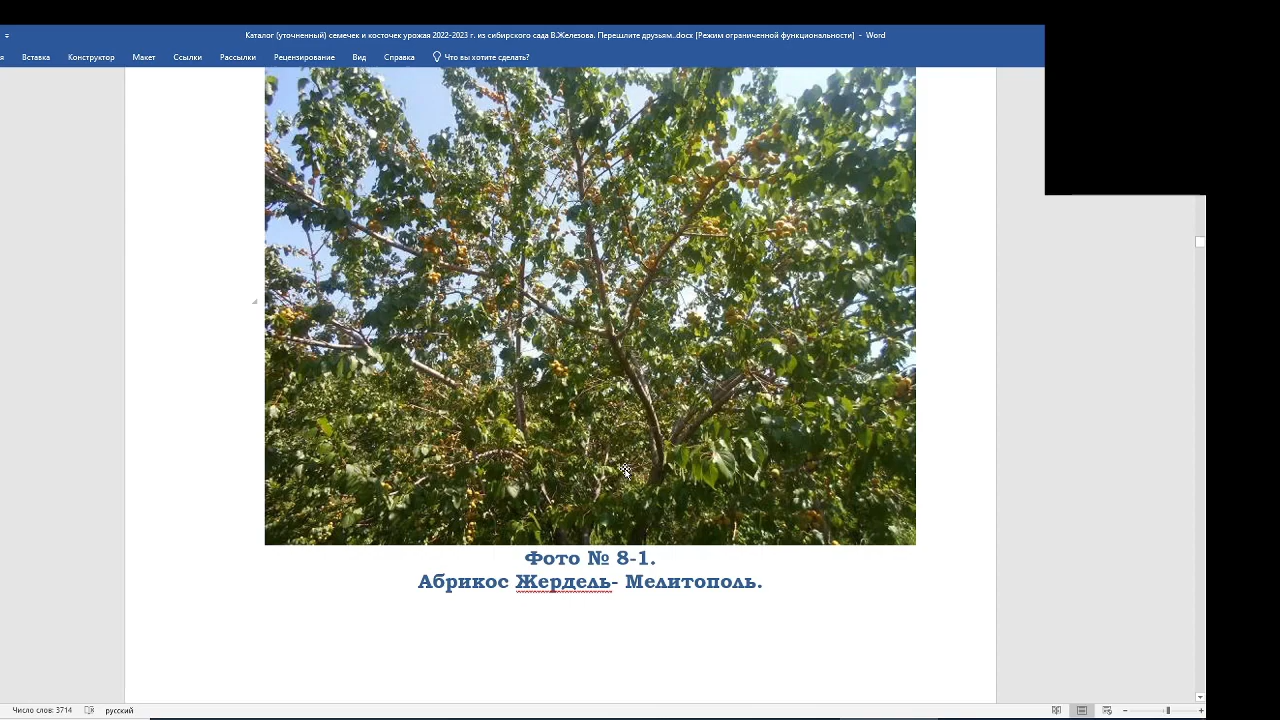 Каталог (уточненный) семечек и косточек урожая 2022-2023 г. из сибирского сада В.Железова. Перешлите друзьям..docx [Режим ограниченной функциональности] - Word
я Вставка Конструктор Макет Ссылки Рассылки Рецензирование Вид Справка Что вы хотите сделать?
Фото № 8-1.
Абрикос Жердель- Мелитополь.
Число слов: 3714 русский